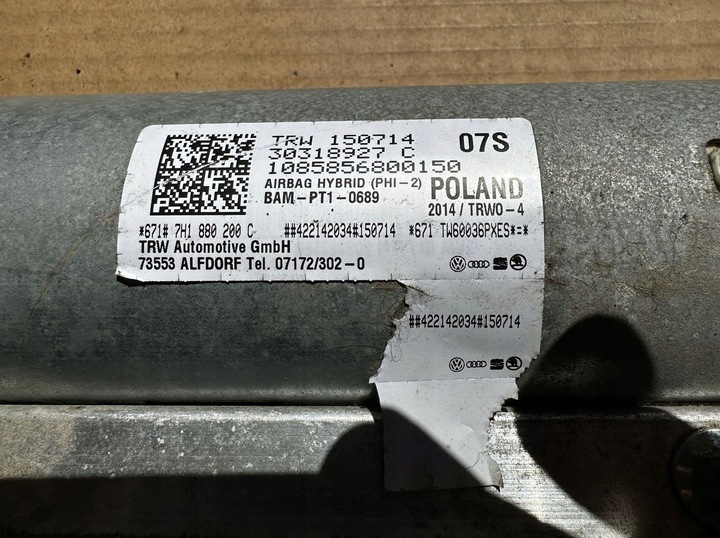 TRW 150714
07S
30318927 C
1085856800150
AIRBAG HYBRID (PHI-2)
POLAND
BAM-PT1-0689
2014 / TRWO-4
*671# 7H1 880 200 C ##422142034#150714 *671 TW60036PXES*=*
TRW Automotive GmbH
73553 ALFDORF Tel. 07172/302-0
##422142034#150714